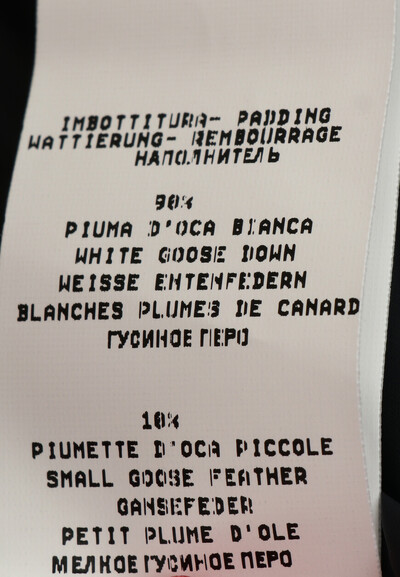 IMBOTTITURA- PADDING
WATTIERUNG- REMBOURRAGE
НАПОЛНИТЕЛЬ
90%
PIUMA D'OCA BIANCA
WHITE GOOSE DOWN
WEISSE ENTENFEDERN
BLANCHES PLUMES DE CANARD
ГУСИНОЕ ПЕРО
10%
PIUMETTE D'OCA PICCOLE
SMALL GOOSE FEATHER
GANSEFEDER
PETIT PLUME D'OLE
МЕЛКОЕ ГУСИНОЕ ПЕРО